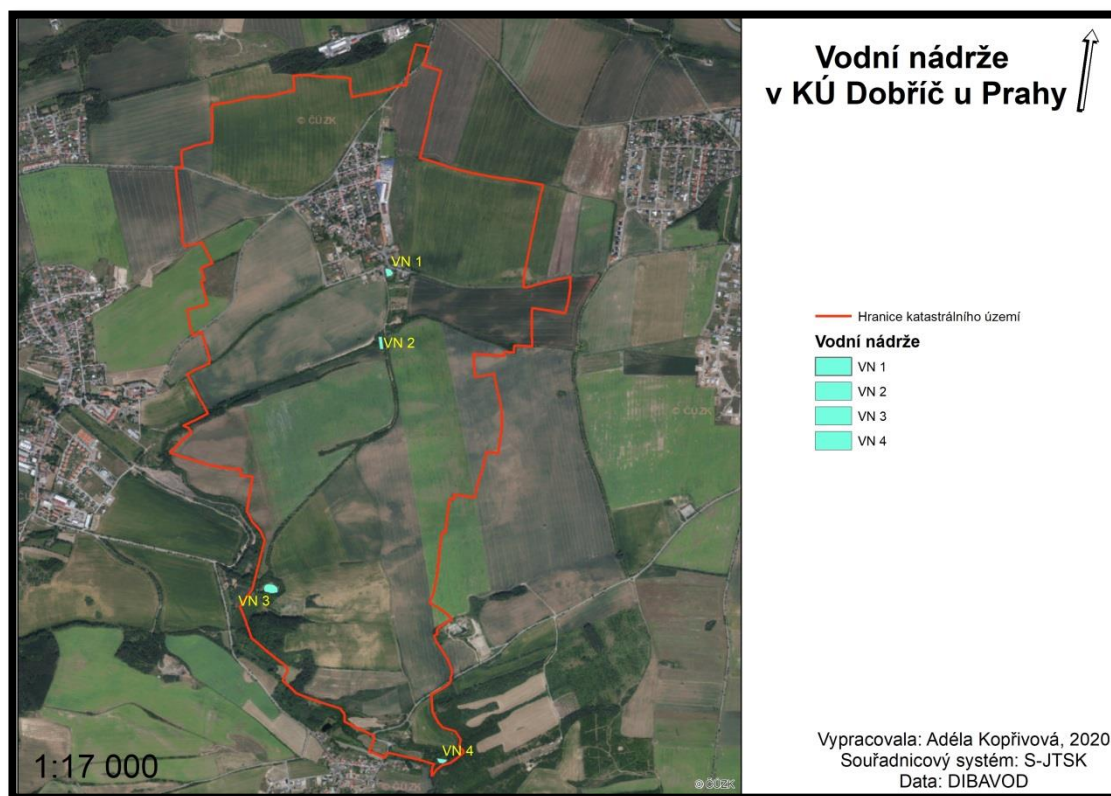 Vodní nádrže
v KÚ Dobříč u Prahy
© ČÚZK
VN 1
VN 2
© ČÚZK
VN 3
VN 4
1:17 000
© ČÚZK
Hranice katastrálního území
Vodní nádrže
VN 1
VN 2
VN 3
VN 4
Vypracovala: Adéla Kopřivová, 2020
Souřadnicový systém: S-JTSK
Data: DIBAVOD